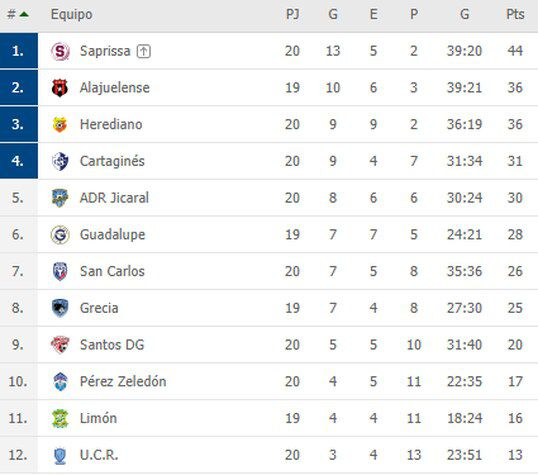 # Equipo PJ G E P G Pts
1. Saprissa 20 13 5 2 39:20 44
2. Alajuelense 19 10 6 3 39:21 36
3. Herediano 20 9 9 2 36:19 36
4. Cartaginés 20 9 4 7 31:34 31
5. ADR Jicaral 20 8 6 6 30:24 30
6. Guadalupe 19 7 7 5 24:21 28
7. San Carlos 20 7 5 8 35:36 26
8. Grecia 19 7 4 8 27:30 25
9. Santos DG 20 5 5 10 31:40 20
10. Pérez Zeledón 20 4 5 11 22:35 17
11. Limón 19 4 4 11 18:24 16
12. U.C.R. 20 3 4 13 23:51 13